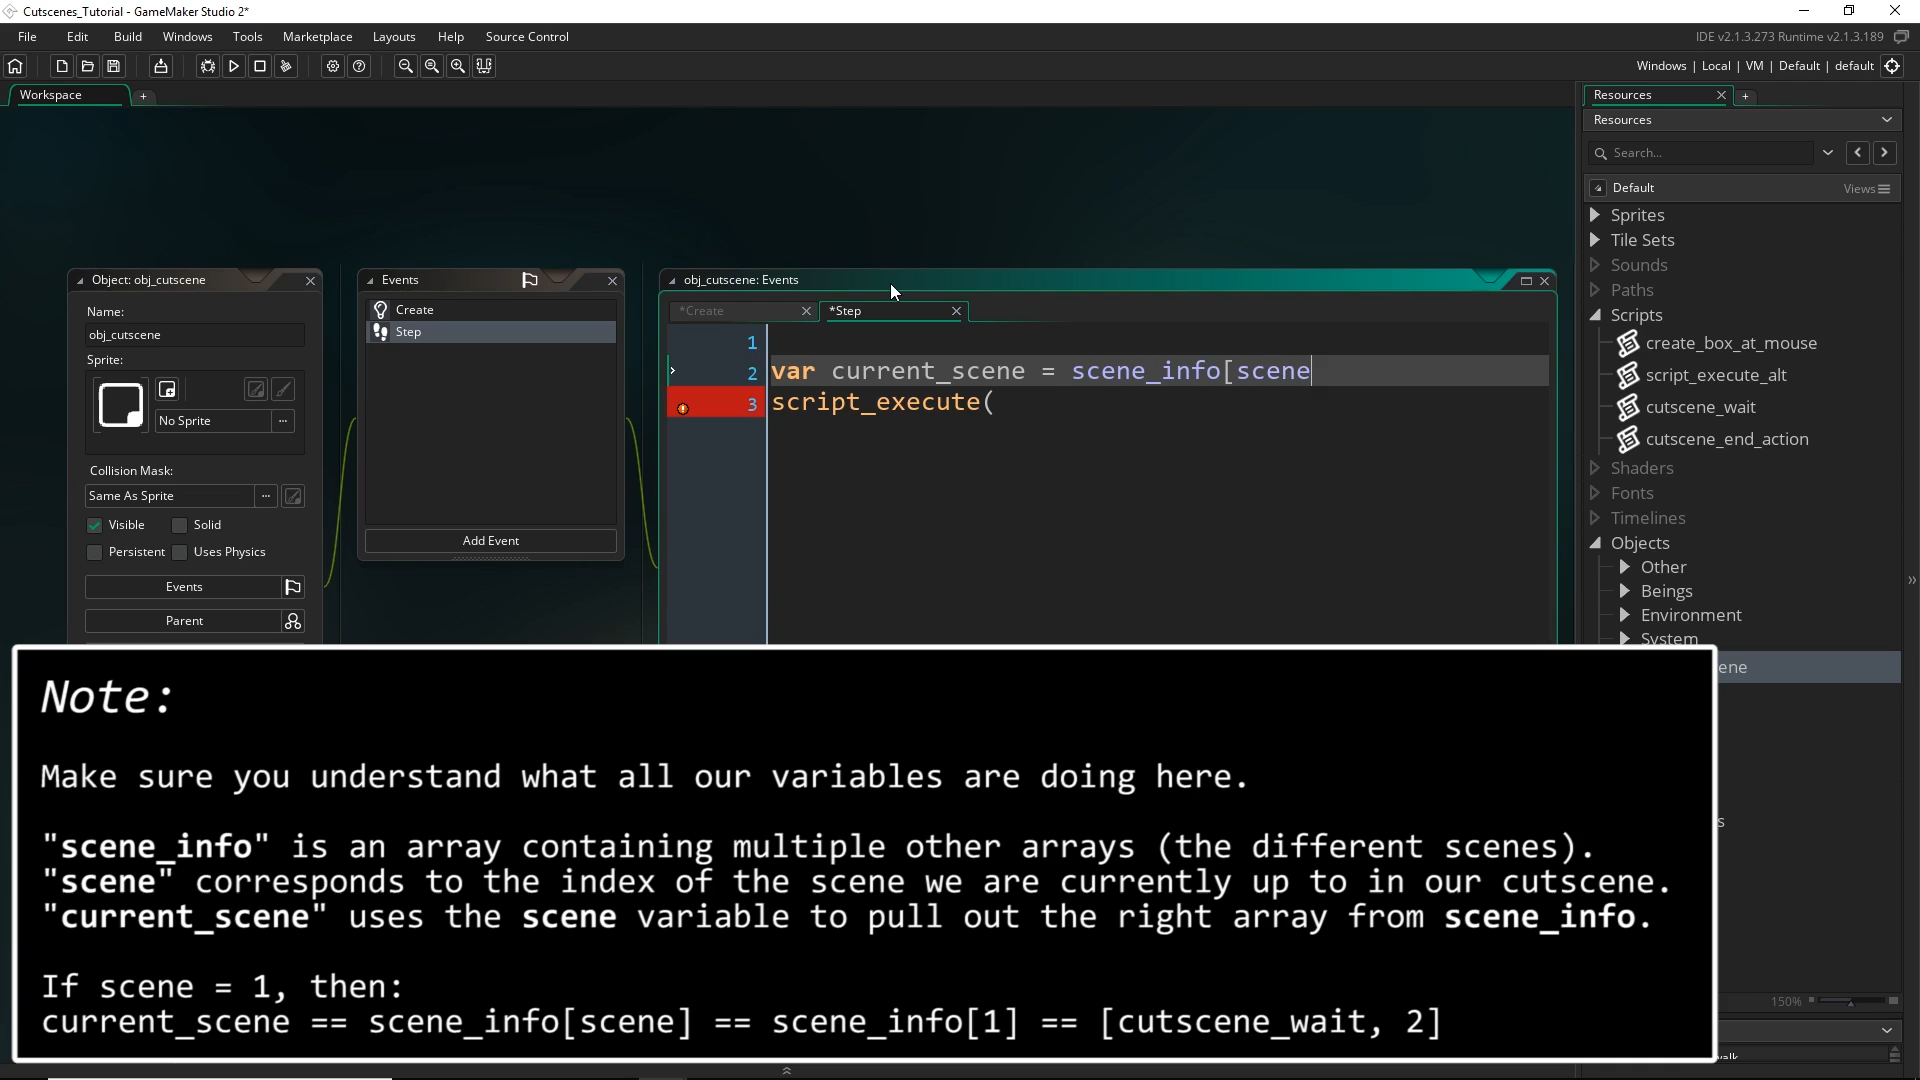 Cutscenes_Tutorial - GameMaker Studio 2*
File Edit Build Windows Tools Marketplace Layouts Help Source Control
IDE v2.1.3.273 Runtime v2.1.3.189
Windows | Local | VM | Default | default
Workspace +
Resources +
Resources
Search...
Default Views
Sprites
Tile Sets
Sounds
Paths
Scripts
create_box_at_mouse
script_execute_alt
cutscene_wait
cutscene_end_action
Shaders
Fonts
Timelines
Objects
Other
Beings
Environment
System
ene
s
150%
Object: obj_cutscene
Name:
obj_cutscene
Sprite:
No Sprite ...
Collision Mask:
Same As Sprite ...
Visible Solid
Persistent Uses Physics
Events
Parent
Events
Create
Step
Add Event
obj_cutscene: Events
*Create *Step
1
2 var current_scene = scene_info[scene
3 script_execute(
Note:
Make sure you understand what all our variables are doing here.
"scene_info" is an array containing multiple other arrays (the different scenes).
"scene" corresponds to the index of the scene we are currently up to in our cutscene.
"current_scene" uses the scene variable to pull out the right array from scene_info.
If scene = 1, then:
current_scene == scene_info[scene] == scene_info[1] == [cutscene_wait, 2]